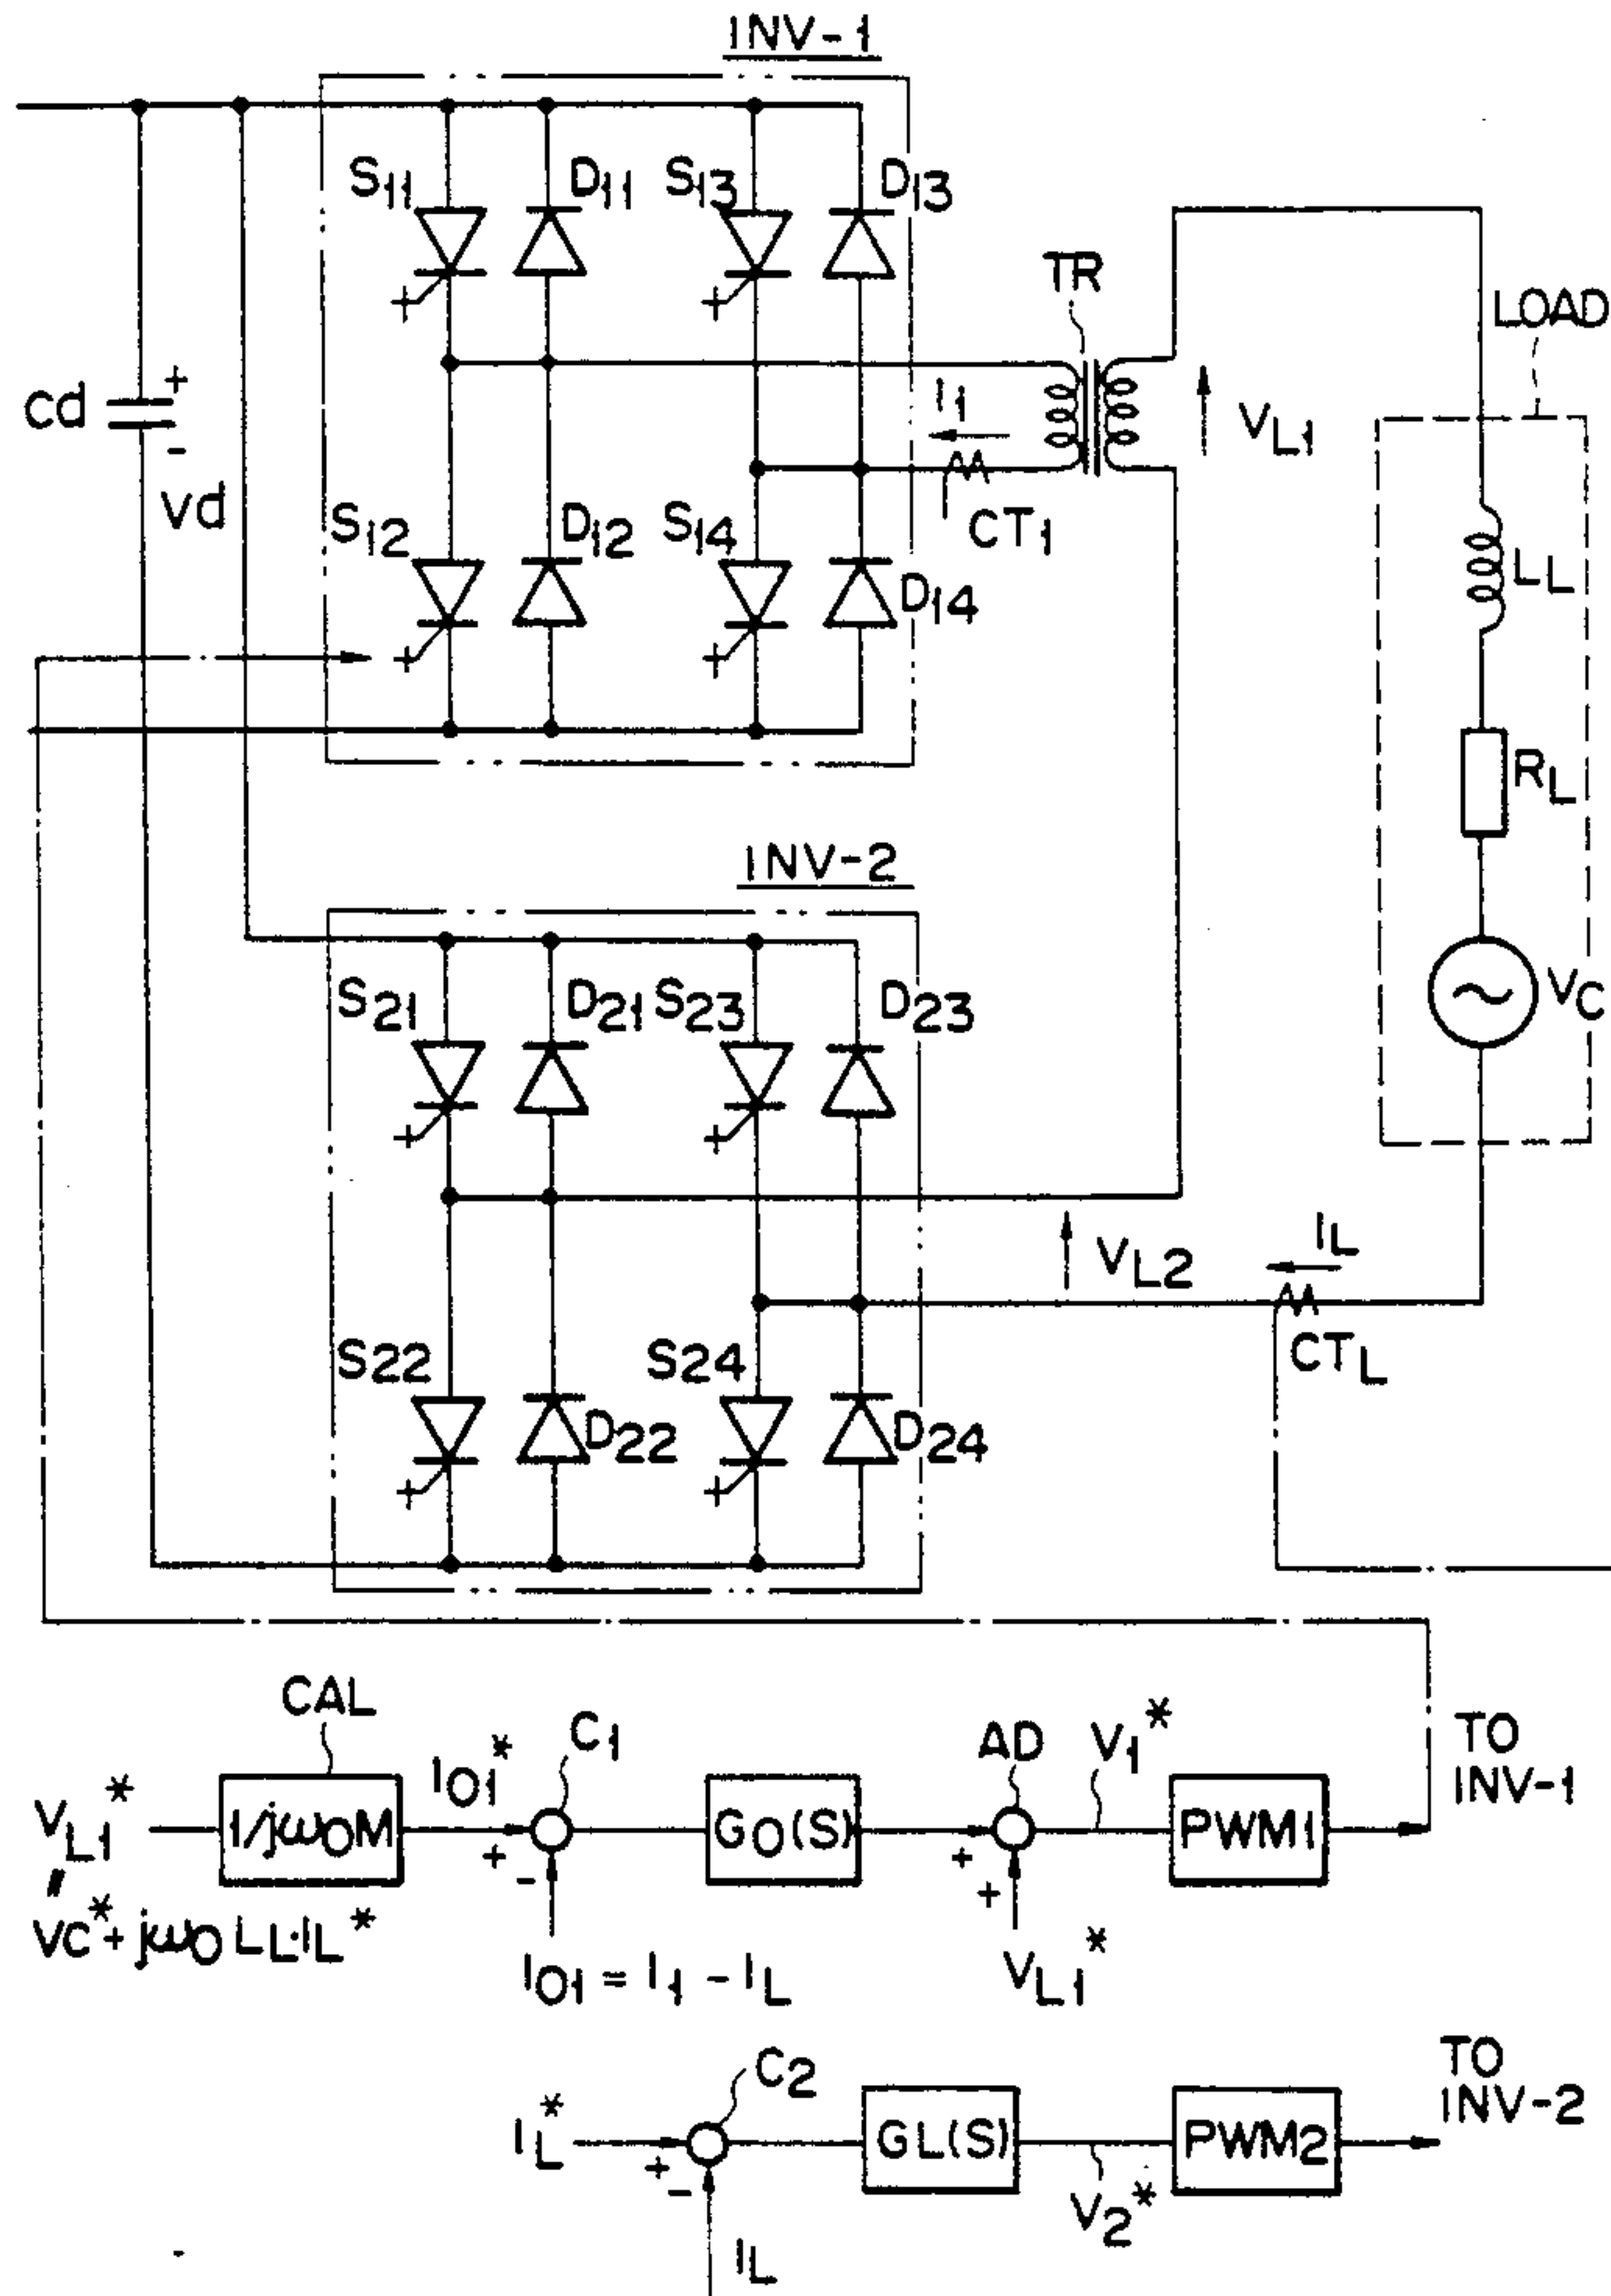 INV-1
S11 D11 S13 D13
TR
LOAD
I1
VL1
Cd + - Vd
S12 D12 S14 CT1
D14
LL
RL
INV-2
S21 D21 S23 D23
VC
VL2
IL
CTL
S22 S24
D22 D24
CAL
C1
AD
V1*
TO
INV-1
VL1*
1/jω0M
I01*
+ -
G0(S)
+ +
PWM1
〃
VC* + jω0 LL·IL*
I01 = I1 - IL
VL1*
C2
TO
INV-2
IL*
+ -
GL(S)
PWM2
V2*
IL